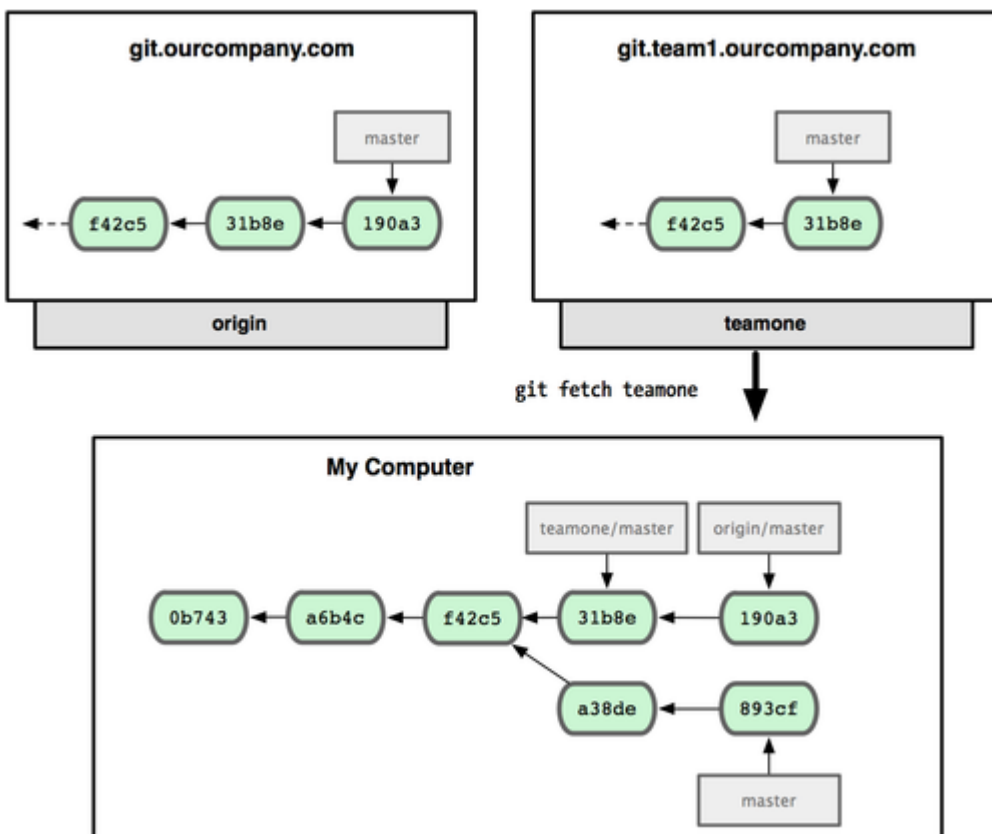 git.ourcompany.com
master
f42c5 31b8e 190a3
origin
git.team1.ourcompany.com
master
f42c5 31b8e
teamone
git fetch teamone
My Computer
teamone/master origin/master
0b743 a6b4c f42c5 31b8e 190a3
a38de 893cf
master